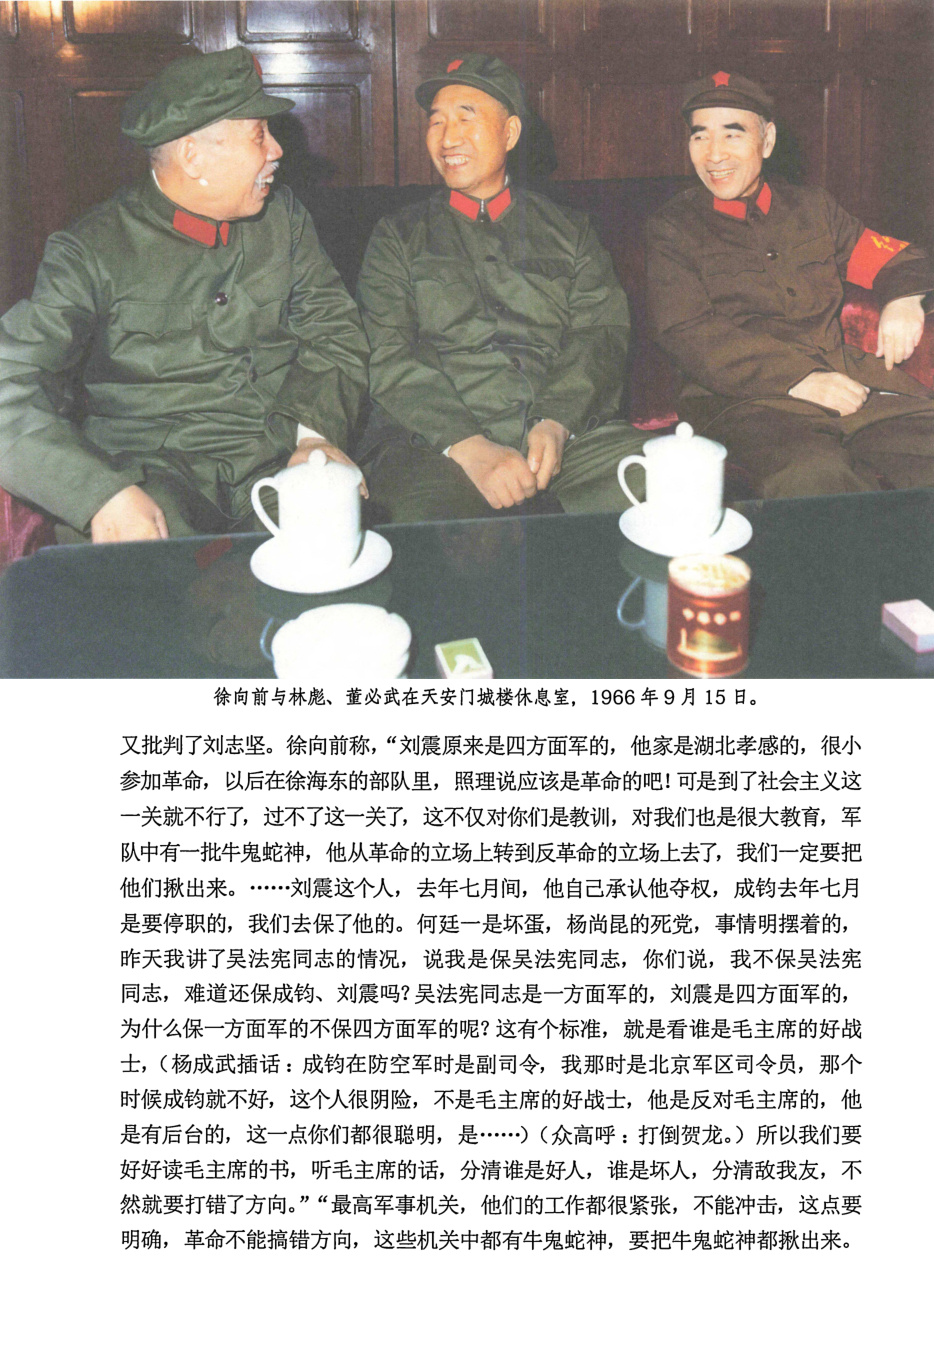 徐向前与林彪、董必武在天安门城楼休息室，1966年9月15日。
又批判了刘志坚。徐向前称，“刘震原来是四方面军的，他家是湖北孝感的，很小
参加革命，以后在徐海东的部队里，照理说应该是革命的吧！可是到了社会主义这
一关就不行了，过不了这一关了，这不仅对你们是教训，对我们也是很大教育，军
队中有一批牛鬼蛇神，他从革命的立场上转到反革命的立场上去了，我们一定要把
他们揪出来。……刘震这个人，去年七月间，他自己承认他夺权，成钧去年七月
是要停职的，我们去保了他的。何廷一是坏蛋，杨尚昆的死党，事情明摆着的，
昨天我讲了吴法宪同志的情况，说我是保吴法宪同志，你们说，我不保吴法宪
同志，难道还保成钧、刘震吗？吴法宪同志是一方面军的，刘震是四方面军的，
为什么保一方面军的不保四方面军的呢？这有个标准，就是看谁是毛主席的好战
士，（杨成武插话：成钧在防空军时是副司令，我那时是北京军区司令员，那个
时候成钧就不好，这个人很阴险，不是毛主席的好战士，他是反对毛主席的，他
是有后台的，这一点你们都很聪明，是……）（众高呼：打倒贺龙。）所以我们要
好好读毛主席的书，听毛主席的话，分清谁是好人，谁是坏人，分清敌我友，不
然就要打错了方向。”“最高军事机关，他们的工作都很紧张，不能冲击，这点要
明确，革命不能搞错方向，这些机关中都有牛鬼蛇神，要把牛鬼蛇神都揪出来。